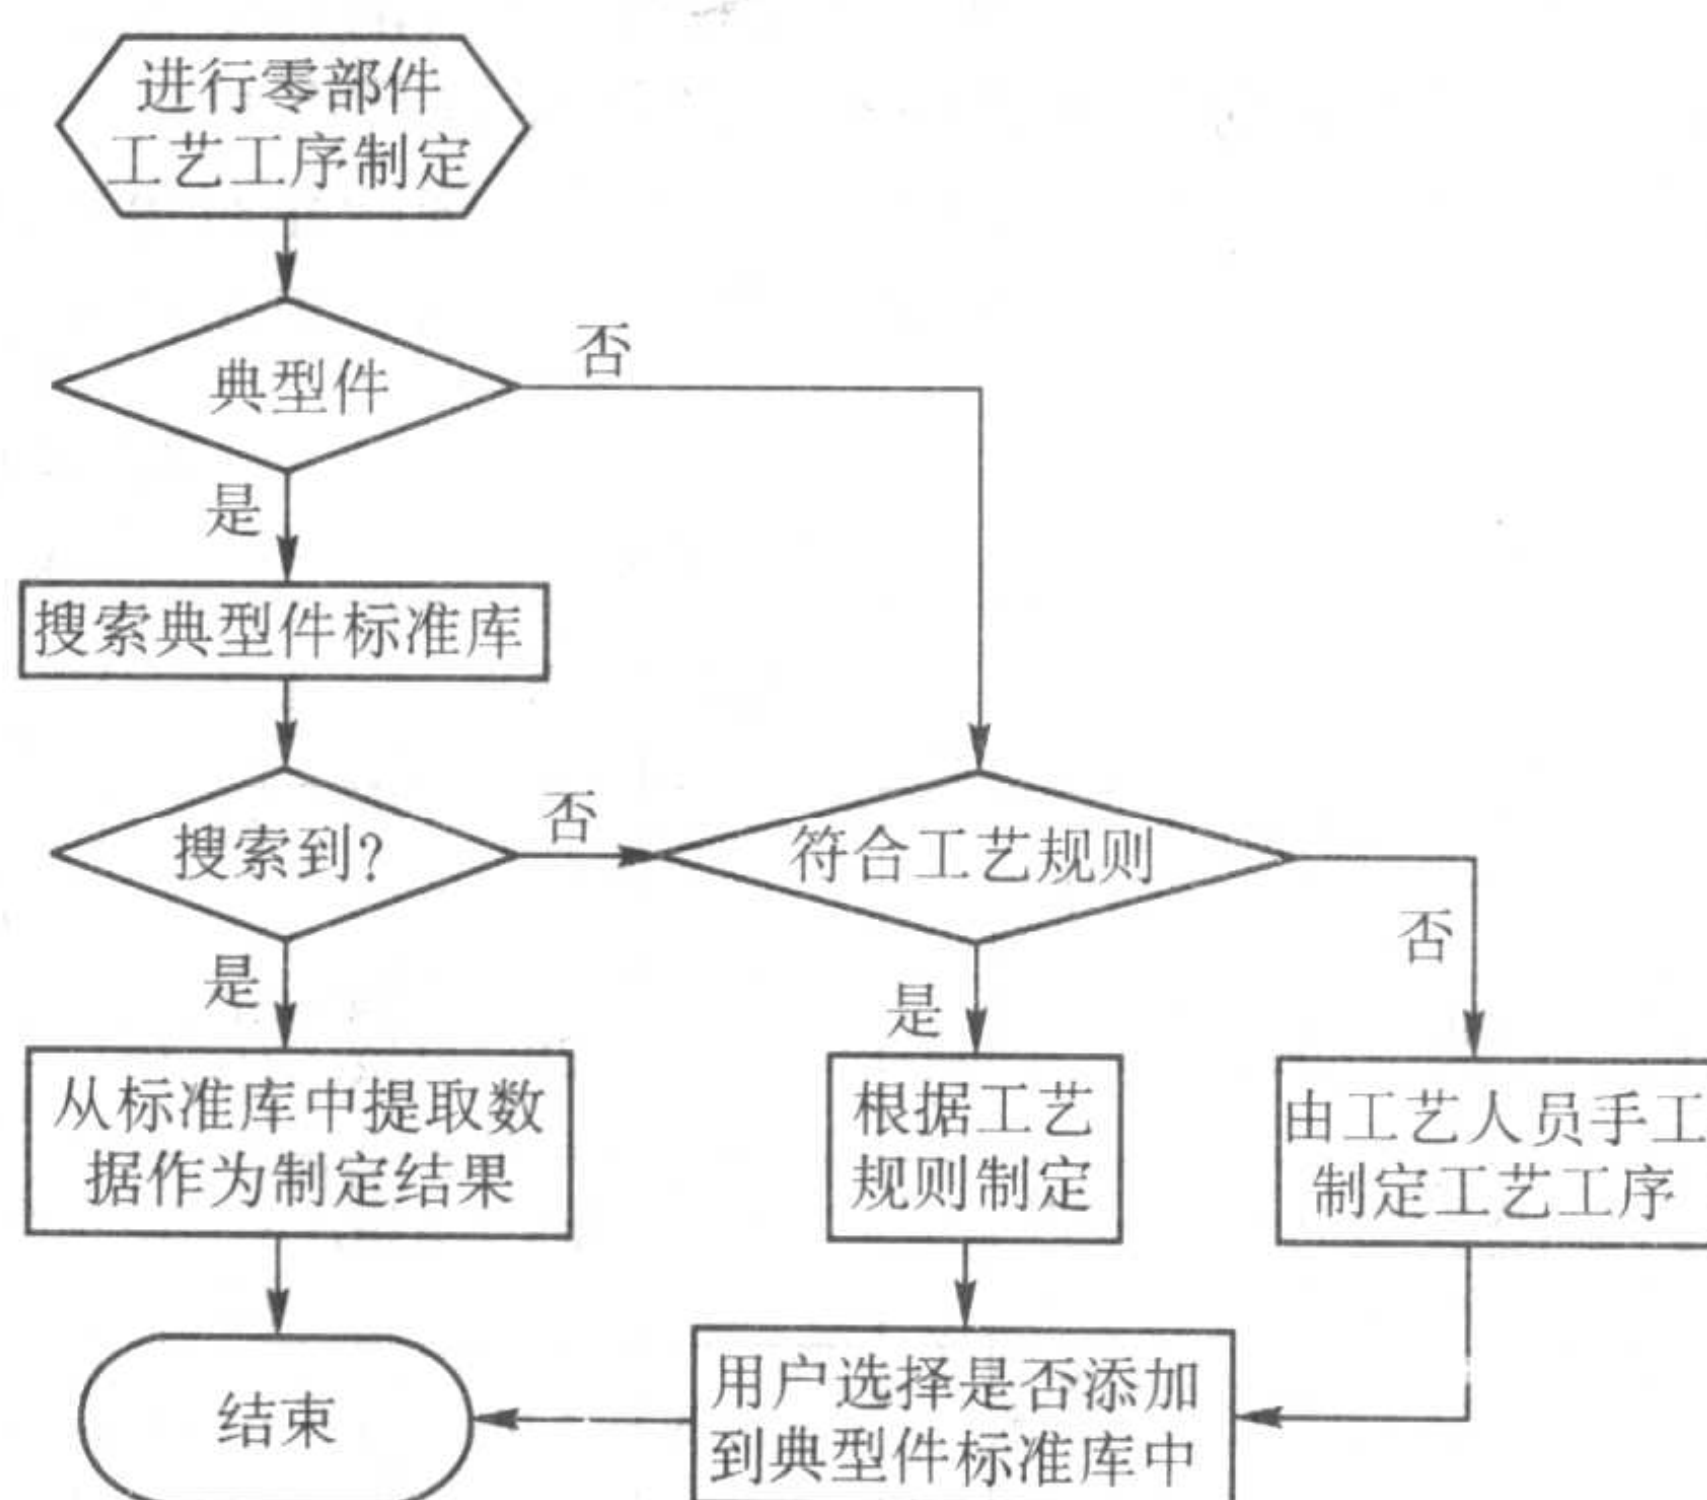 进行零部件
工艺工序制定
典型件
否
是
搜索典型件标准库
搜索到?
否
符合工艺规则
否
是
是
从标准库中提取数
据作为制定结果
根据工艺
规则制定
由工艺人员手工
制定工艺工序
结束
用户选择是否添加
到典型件标准库中